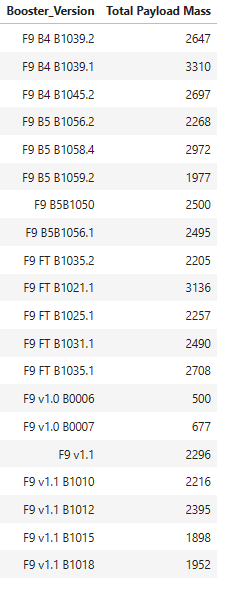 Booster_Version Total Payload Mass
F9 B4 B1039.2 2647
F9 B4 B1039.1 3310
F9 B4 B1045.2 2697
F9 B5 B1056.2 2268
F9 B5 B1058.4 2972
F9 B5 B1059.2 1977
F9 B5B1050 2500
F9 B5B1056.1 2495
F9 FT B1035.2 2205
F9 FT B1021.1 3136
F9 FT B1025.1 2257
F9 FT B1031.1 2490
F9 FT B1035.1 2708
F9 v1.0 B0006 500
F9 v1.0 B0007 677
F9 v1.1 2296
F9 v1.1 B1010 2216
F9 v1.1 B1012 2395
F9 v1.1 B1015 1898
F9 v1.1 B1018 1952